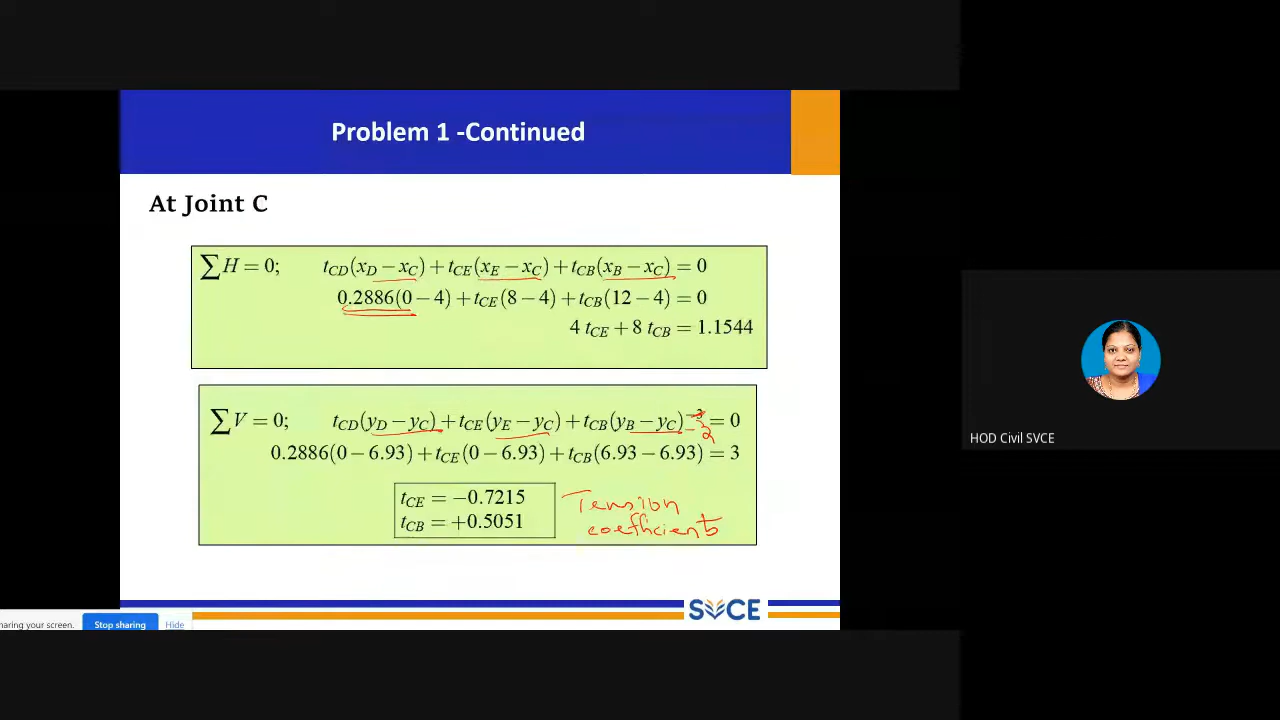 Problem 1 -Continued
At Joint C
∑H = 0; t_CD(x_D − x_C) + t_CE(x_E − x_C) + t_CB(x_B − x_C) = 0
0.2886(0 − 4) + t_CE(8 − 4) + t_CB(12 − 4) = 0
4 t_CE + 8 t_CB = 1.1544
∑V = 0; t_CD(y_D − y_C) + t_CE(y_E − y_C) + t_CB(y_B − y_C) = 0
0.2886(0 − 6.93) + t_CE(0 − 6.93) + t_CB(6.93 − 6.93) = 3
t_CE = −0.7215
t_CB = +0.5051
Tension
coefficients
SVCE
haring your screen. Stop sharing Hide
HOD Civil SVCE